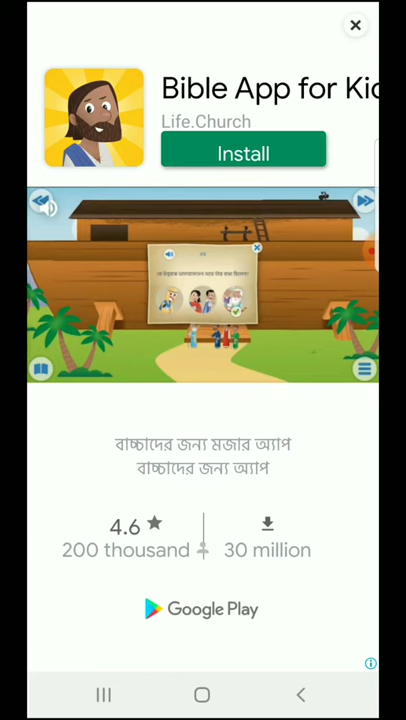 Bible App for Kid
Life.Church
Install
বাচ্চাদের জন্য মজার অ্যাপ
বাচ্চাদের জন্য অ্যাপ
4.6
200 thousand
30 million
Google Play